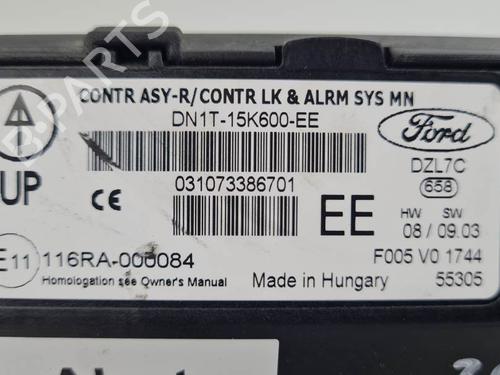 CONTR ASY-R/CONTR LK & ALRM SYS MN
DN1T-15K600-EE
Ford
UP
CE
031073386701
EE
DZL7C
658
HW SW
08 / 09.03
E11 116RA-000084
F005 V0 1744
Homologation see Owner's Manual
Made in Hungary
55305